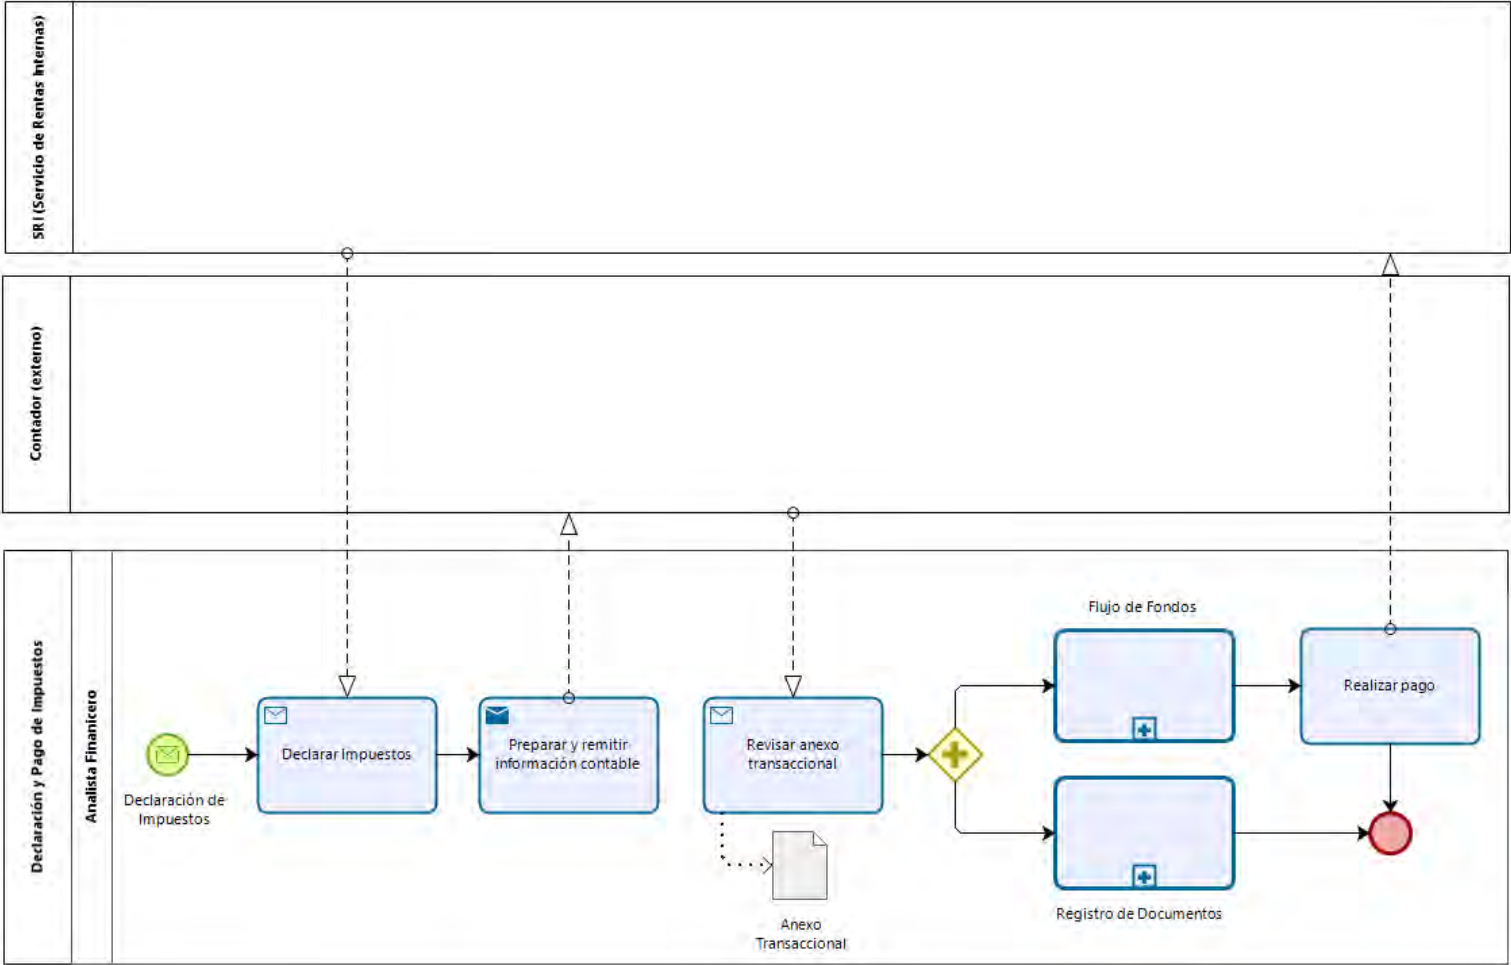 SRI (Servicio de Rentas Internas)
Contador (externo)
Declaración y Pago de Impuestos
Analista Finanicero
Declaración de
Impuestos
Declarar Impuestos
Preparar y remitir
información contable
Revisar anexo
transaccional
Anexo
Transaccional
Flujo de Fondos
Realizar pago
Registro de Documentos